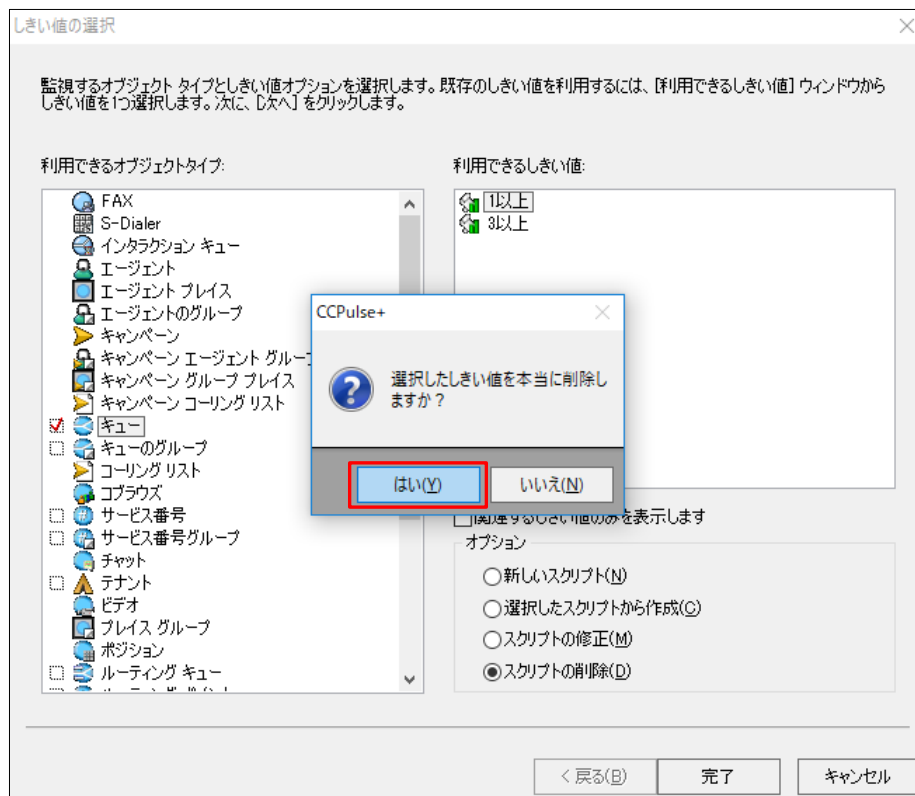 しきい値の選択
監視するオブジェクト タイプとしきい値オプションを選択します。既存のしきい値を利用するには、[利用できるしきい値] ウィンドウから
しきい値を1つ選択します。次に、[次へ] をクリックします。
利用できるオブジェクトタイプ:
FAX
S-Dialer
インタラクション キュー
エージェント
エージェント プレイス
エージェントのグループ
キャンペーン
キャンペーン エージェント グルー
キャンペーン グループ プレイス
キャンペーン コーリング リスト
キュー
キューのグループ
コーリング リスト
コブラウズ
サービス番号
サービス番号グループ
チャット
テナント
ビデオ
プレイス グループ
ポジション
ルーティング キュー
利用できるしきい値:
1以上
3以上
CCPulse+
選択したしきい値を本当に削除し
ますか？
はい(Y)
いいえ(N)
関連するしきい値のみを表示します
オプション
新しいスクリプト(N)
選択したスクリプトから作成(C)
スクリプトの修正(M)
スクリプトの削除(D)
< 戻る(B)
完了
キャンセル